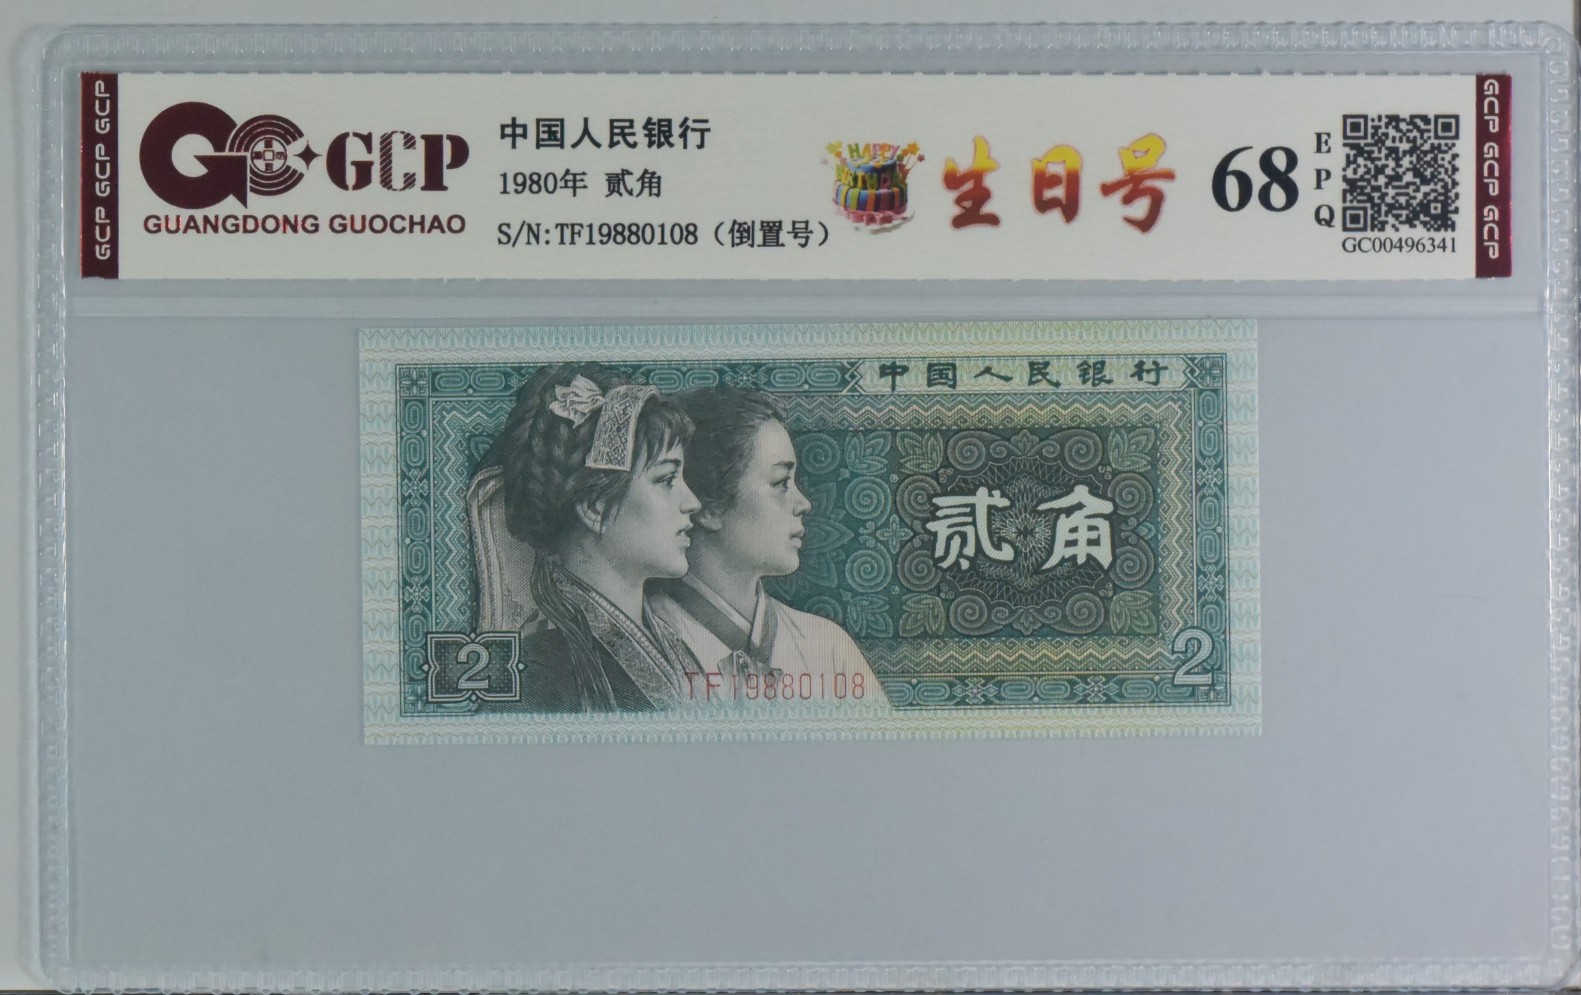 GCP GCP GCP
GCP
GUANGDONG GUOCHAO
中国人民银行
1980年 贰角
S/N:TF19880108（倒置号）
HAPPY
BIRTHDAY
生日号
68
EPQ
GC00496341
GCP GCP GCP
中国人民银行
贰角
2
2
TF19880108